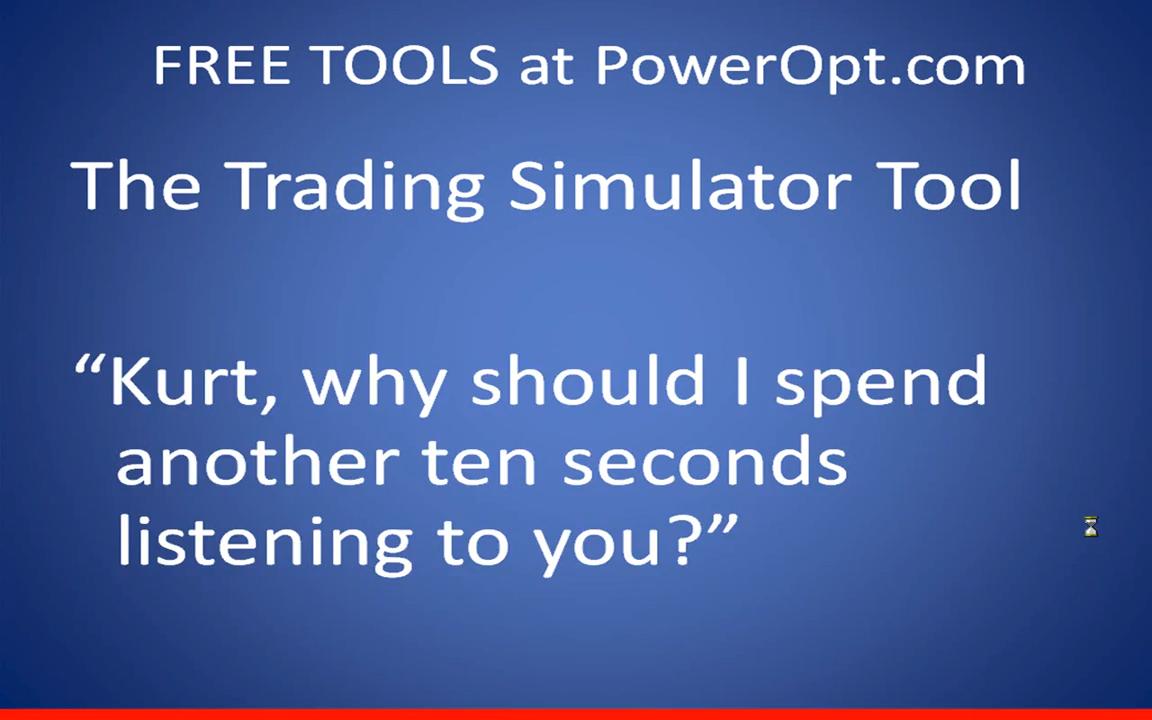 FREE TOOLS at PowerOpt.com
The Trading Simulator Tool
“Kurt, why should I spend
another ten seconds
listening to you?”